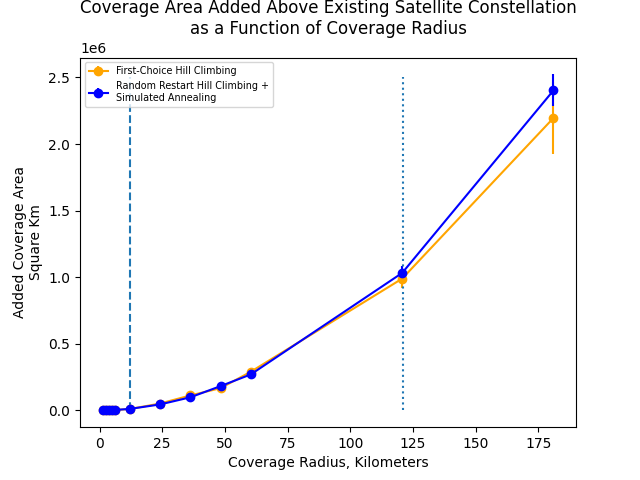 Coverage Area Added Above Existing Satellite Constellation
as a Function of Coverage Radius
1e6
First-Choice Hill Climbing
Random Restart Hill Climbing +
Simulated Annealing
2.5
2.0
1.5
1.0
0.5
0.0
Added Coverage Area
Square Km
0
25
50
75
100
125
150
175
Coverage Radius, Kilometers